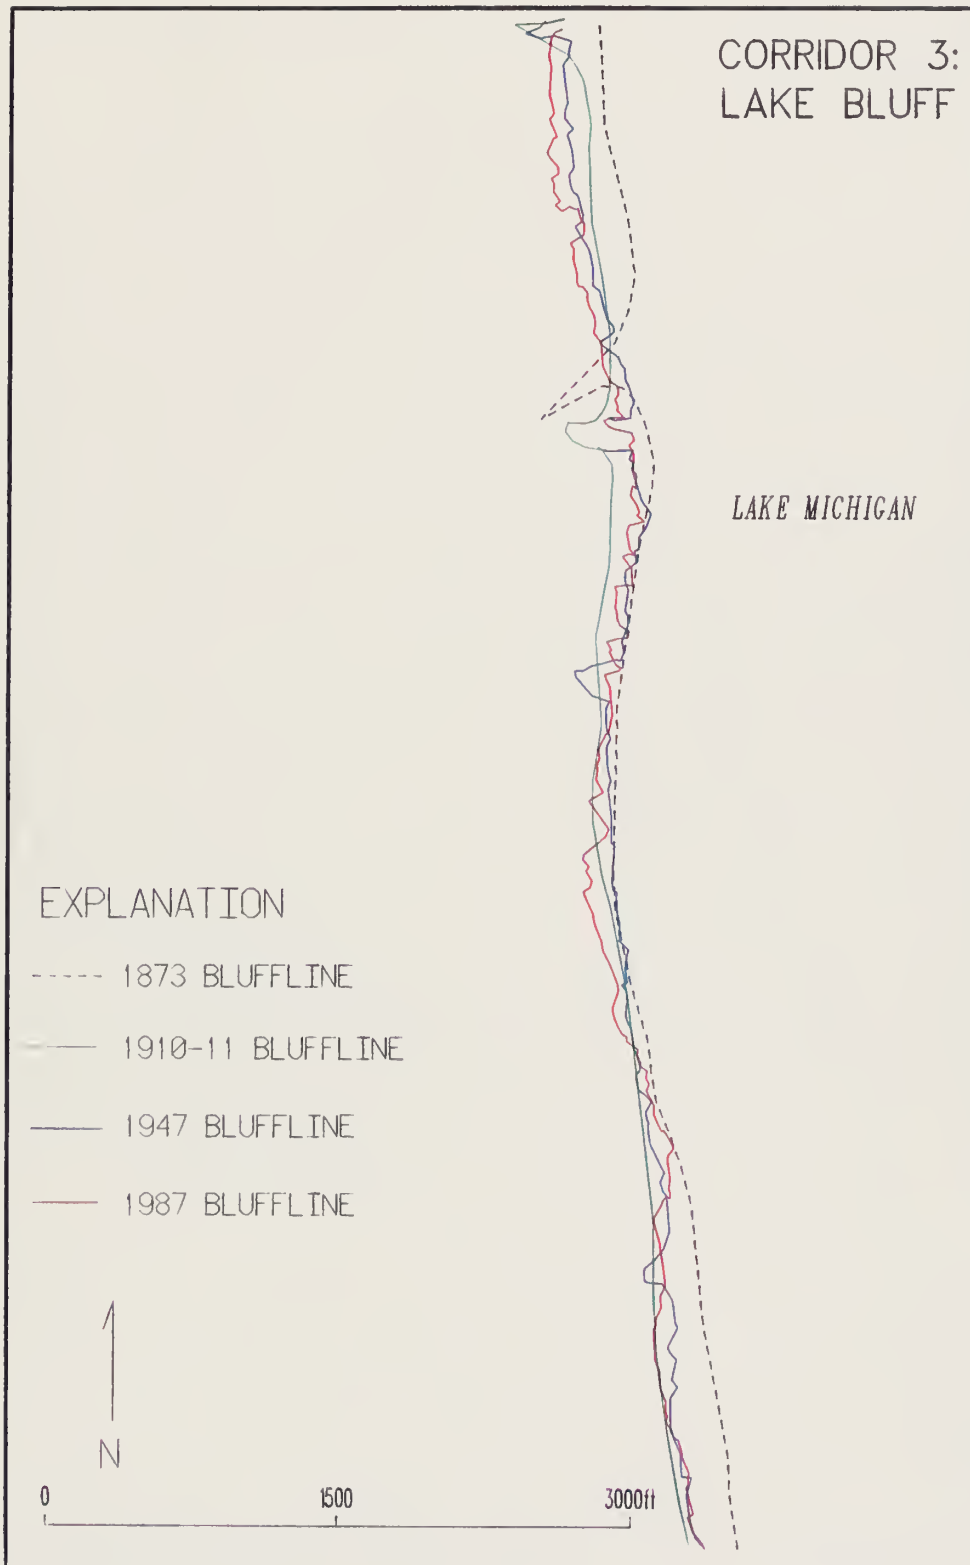 CORRIDOR 3:
LAKE BLUFF
LAKE MICHIGAN
EXPLANATION
1873 BLUFFLINE
1910-11 BLUFFLINE
1947 BLUFFLINE
1987 BLUFFLINE
N
0 1500 3000ft